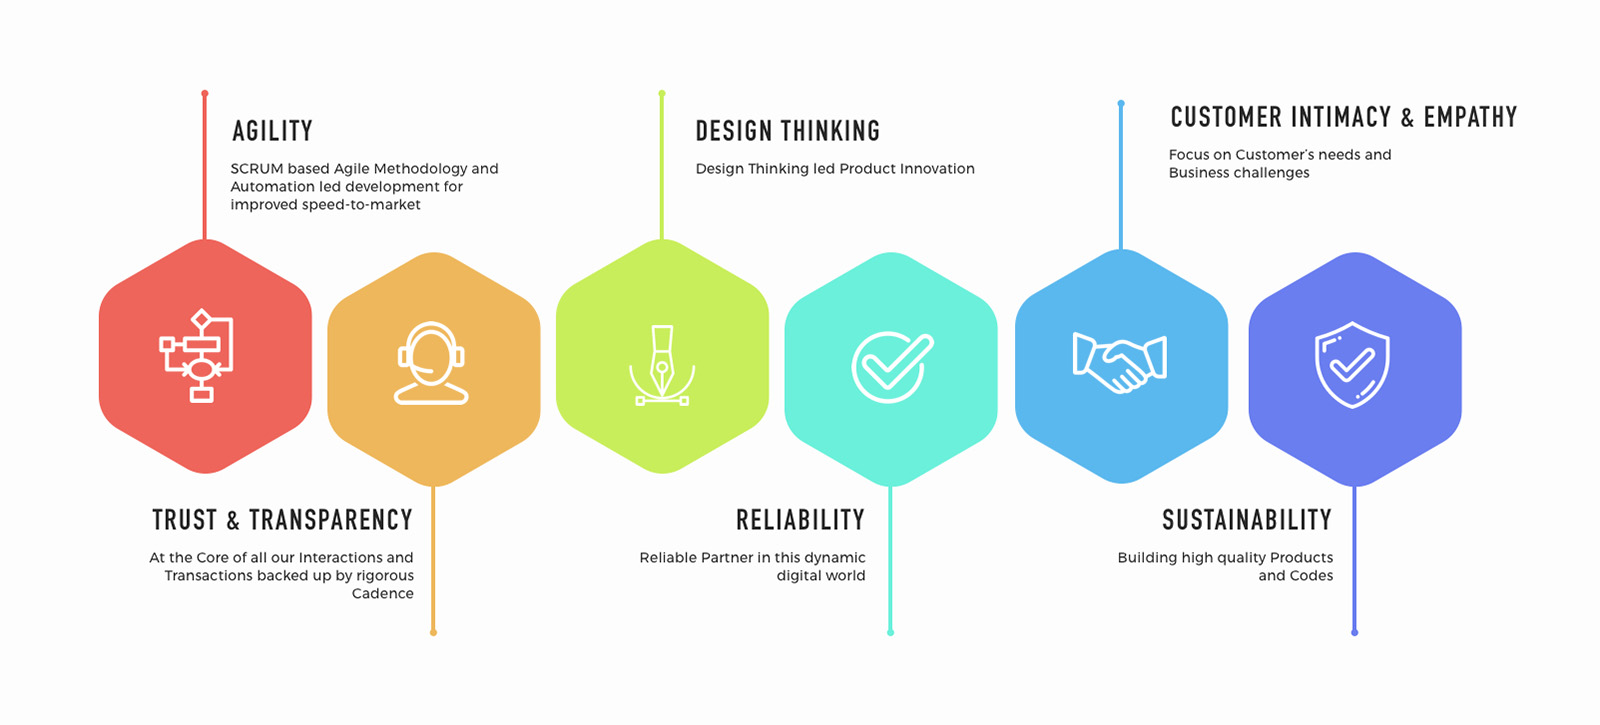 AGILITY
SCRUM based Agile Methodology and
Automation led development for
improved speed-to-market
DESIGN THINKING
Design Thinking led Product Innovation
CUSTOMER INTIMACY & EMPATHY
Focus on Customer's needs and
Business challenges
TRUST & TRANSPARENCY
At the Core of all our Interactions and
Transactions backed up by rigorous
Cadence
RELIABILITY
Reliable Partner in this dynamic
digital world
SUSTAINABILITY
Building high quality Products
and Codes